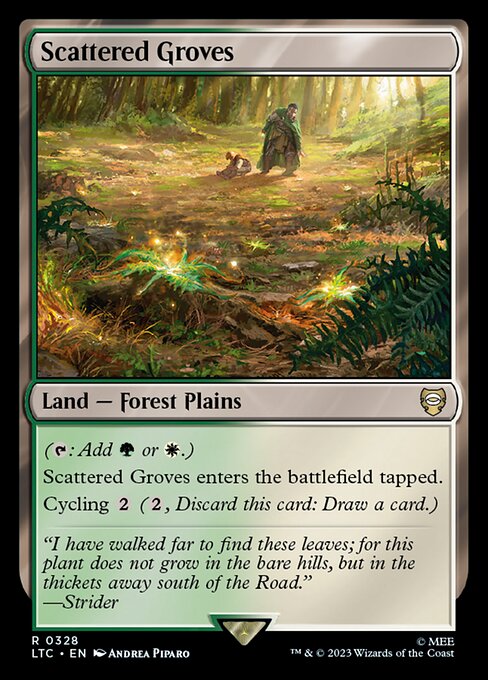 Scattered Groves
Land — Forest Plains
(: Add or .)
Scattered Groves enters the battlefield tapped.
Cycling 2 (2, Discard this card: Draw a card.)
“I have walked far to find these leaves; for this
plant does not grow in the bare hills, but in
the thickets away south of the Road.”
—Strider
R 0328
LTC • EN Andrea Piparo
© MEE
™ & © 2023 Wizards of the Coast